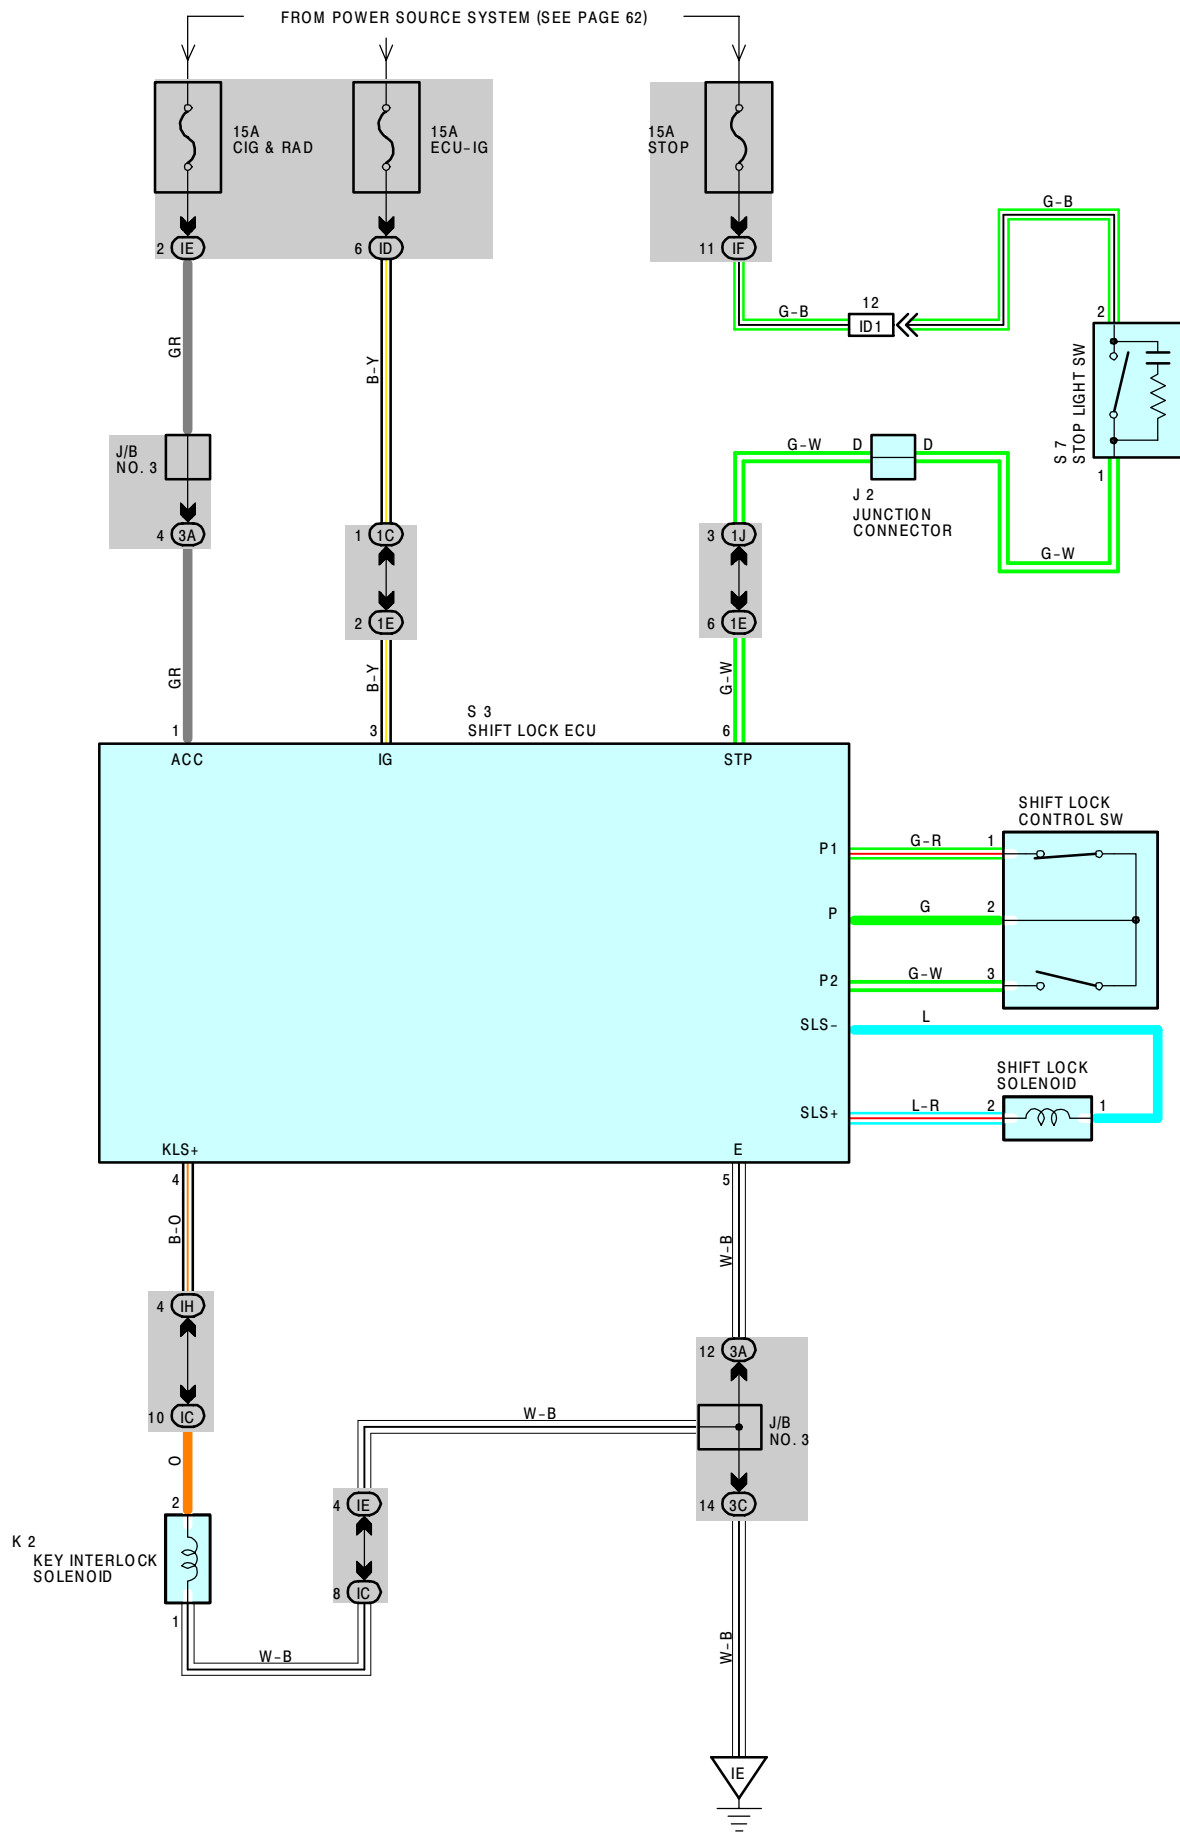 FROM POWER SOURCE SYSTEM (SEE PAGE 62)
15A
CIG & RAD
15A
ECU-IG
15A
STOP
2 IE
6 ID
11 IF
G-B
12
G-B
ID1
2
S 7
STOP LIGHT SW
1
GR
B-Y
J/B
NO. 3
G-W D D
J 2
JUNCTION
CONNECTOR
4 3A
1 1C
3 1J
G-W
2 1E
6 1E
GR
B-Y
G-W
S 3
SHIFT LOCK ECU
1
3
6
ACC
IG
STP
SHIFT LOCK
CONTROL SW
P1 G-R 1
P G 2
P2 G-W 3
SLS- L
SHIFT LOCK
SOLENOID
SLS+ L-R 2 1
KLS+
E
4
5
B-O
W-B
4 IH
12 3A
10 IC
W-B
J/B
NO. 3
O
2
4 IE
14 3C
K 2
KEY INTERLOCK
SOLENOID
8 IC
1
W-B
W-B
IE